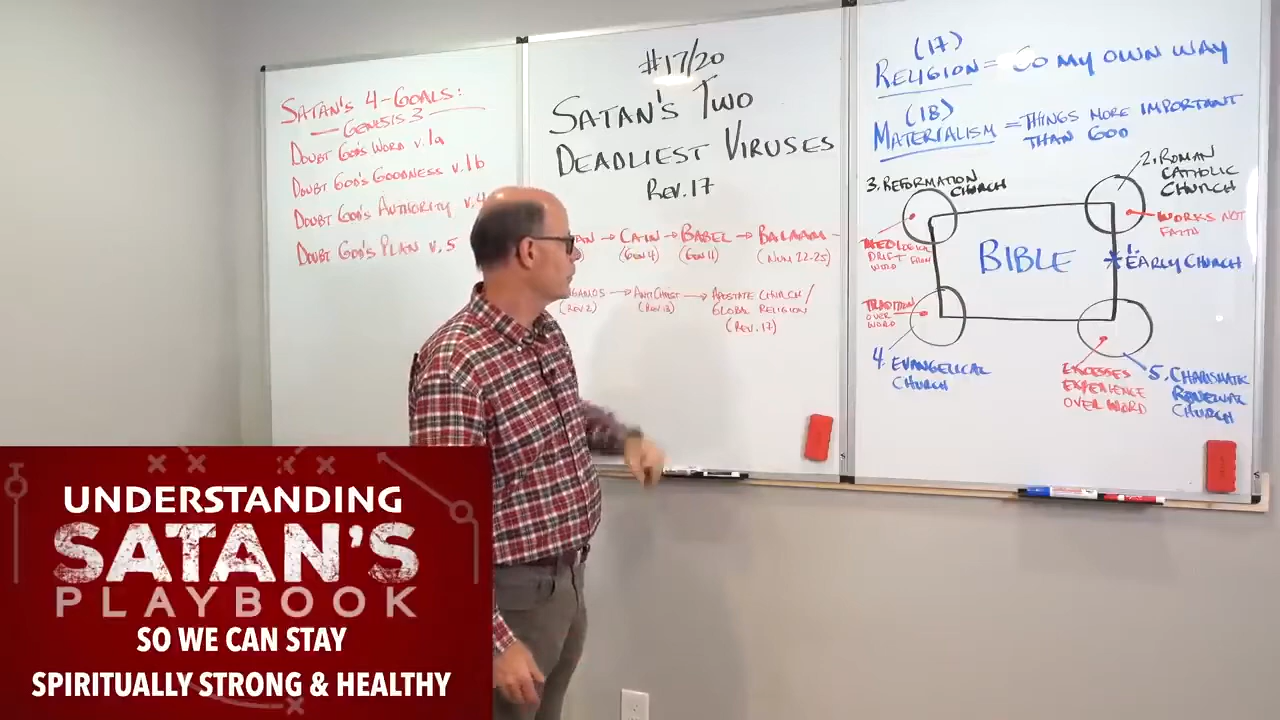 SATAN'S 4-GOALS:
GENESIS 3
DOUBT GOD'S WORD v.1a
DOUBT GOD'S GOODNESS v.1b
DOUBT GOD'S AUTHORITY v.4
DOUBT GOD'S PLAN v.5
#17/20
SATAN'S TWO
DEADLIEST VIRUSES
REV. 17
→ CAIN → BABEL → BALAAM
(GEN 4) (GEN 11) (NUM 22-25)
→ ANTICHRIST → APOSTATE CHURCH/
GLOBAL RELIGION
(REV. 2) (REV. 13)
(REV. 17)
(17)
RELIGION = GO MY OWN WAY
(18)
MATERIALISM = THINGS MORE IMPORTANT
THAN GOD
3. REFORMATION
CHURCH
2. ROMAN
CATHOLIC
CHURCH
WORKS NOT
FAITH
THEOLOGICAL
DRIFT FROM
WORD
BIBLE
1.
EARLY CHURCH
TRADITION
OVER
WORD
4. EVANGELICAL
CHURCH
EXCESSES
EXPERIENCE
OVER WORD
5. CHARISMATIC
RENEWAL
CHURCH
UNDERSTANDING
SATAN'S
PLAYBOOK
SO WE CAN STAY
SPIRITUALLY STRONG & HEALTHY